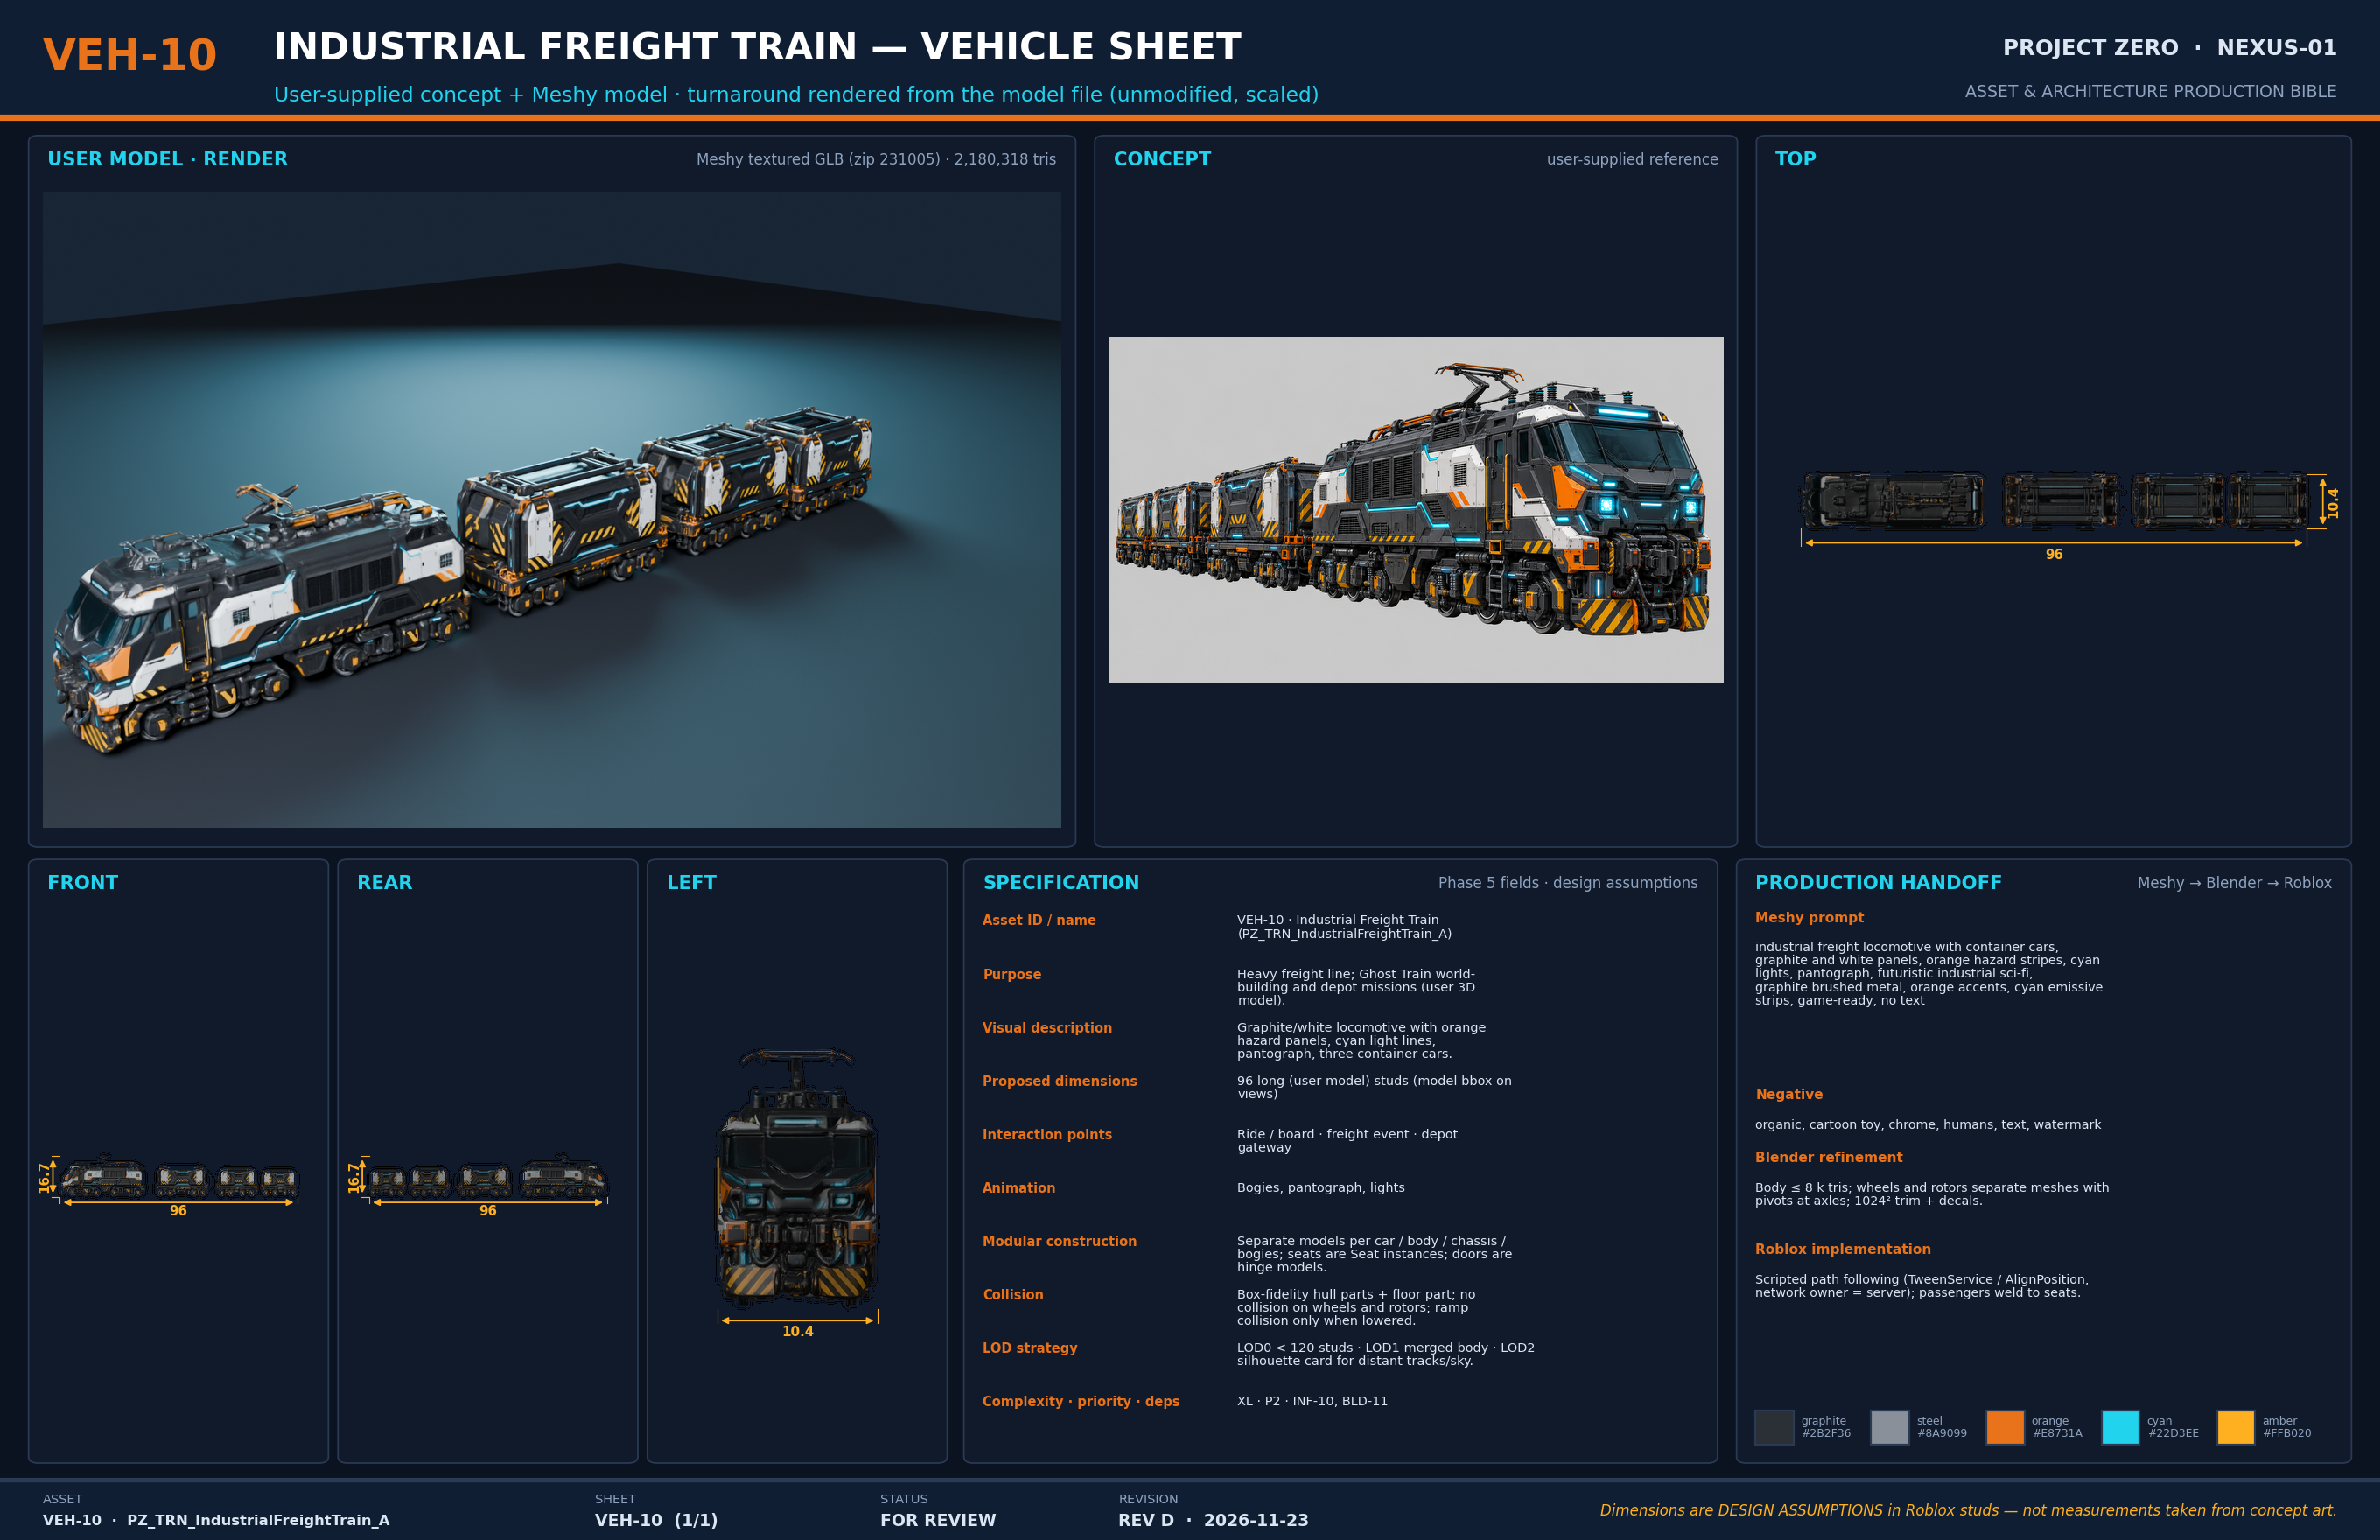 VEH-10
INDUSTRIAL FREIGHT TRAIN — VEHICLE SHEET
User-supplied concept + Meshy model · turnaround rendered from the model file (unmodified, scaled)
PROJECT ZERO · NEXUS-01
ASSET & ARCHITECTURE PRODUCTION BIBLE
USER MODEL · RENDER
Meshy textured GLB (zip 231005) · 2,180,318 tris
CONCEPT
user-supplied reference
TOP
10.4
96
FRONT
16.7
96
REAR
16.7
96
LEFT
10.4
SPECIFICATION
Phase 5 fields · design assumptions
Asset ID / name
VEH-10 · Industrial Freight Train
(PZ_TRN_IndustrialFreightTrain_A)
Purpose
Heavy freight line; Ghost Train world-
building and depot missions (user 3D
model).
Visual description
Graphite/white locomotive with orange
hazard panels, cyan light lines,
pantograph, three container cars.
Proposed dimensions
96 long (user model) studs (model bbox on
views)
Interaction points
Ride / board · freight event · depot
gateway
Animation
Bogies, pantograph, lights
Modular construction
Separate models per car / body / chassis /
bogies; seats are Seat instances; doors are
hinge models.
Collision
Box-fidelity hull parts + floor part; no
collision on wheels and rotors; ramp
collision only when lowered.
LOD strategy
LOD0 < 120 studs · LOD1 merged body · LOD2
silhouette card for distant tracks/sky.
Complexity · priority · deps
XL · P2 · INF-10, BLD-11
PRODUCTION HANDOFF
Meshy → Blender → Roblox
Meshy prompt
industrial freight locomotive with container cars,
graphite and white panels, orange hazard stripes, cyan
lights, pantograph, futuristic industrial sci-fi,
graphite brushed metal, orange accents, cyan emissive
strips, game-ready, no text
Negative
organic, cartoon toy, chrome, humans, text, watermark
Blender refinement
Body ≤ 8 k tris; wheels and rotors separate meshes with
pivots at axles; 1024² trim + decals.
Roblox implementation
Scripted path following (TweenService / AlignPosition,
network owner = server); passengers weld to seats.
graphite
#2B2F36
steel
#8A9099
orange
#E8731A
cyan
#22D3EE
amber
#FFB020
ASSET
VEH-10 · PZ_TRN_IndustrialFreightTrain_A
SHEET
VEH-10 (1/1)
STATUS
FOR REVIEW
REVISION
REV D · 2026-11-23
Dimensions are DESIGN ASSUMPTIONS in Roblox studs — not measurements taken from concept art.